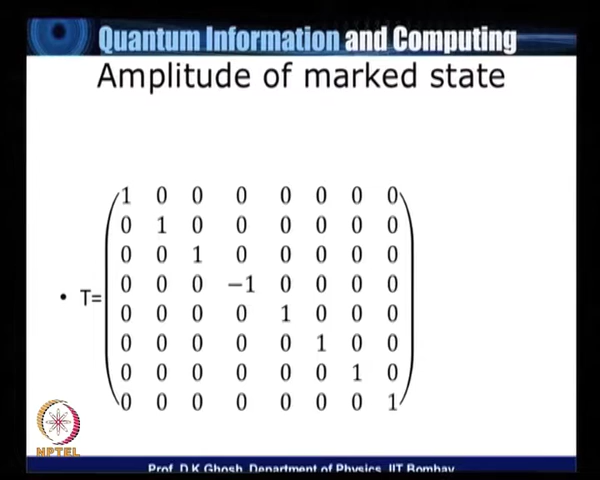 Quantum Information and Computing
Amplitude of marked state
1 0 0 0 0 0 0 0
0 1 0 0 0 0 0 0
0 0 1 0 0 0 0 0
0 0 0 −1 0 0 0 0
• T=
0 0 0 0 1 0 0 0
0 0 0 0 0 1 0 0
0 0 0 0 0 0 1 0
0 0 0 0 0 0 0 1
NPTEL
Prof. D.K Ghosh, Department of Physics, IIT Bombay